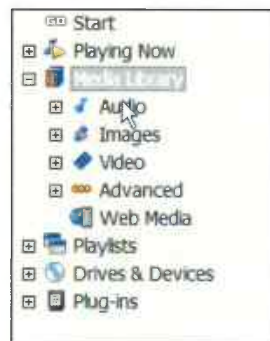 Start
Playing Now
Media Library
Audio
Images
Video
Advanced
Web Media
Playlists
Drives & Devices
Plug-ins